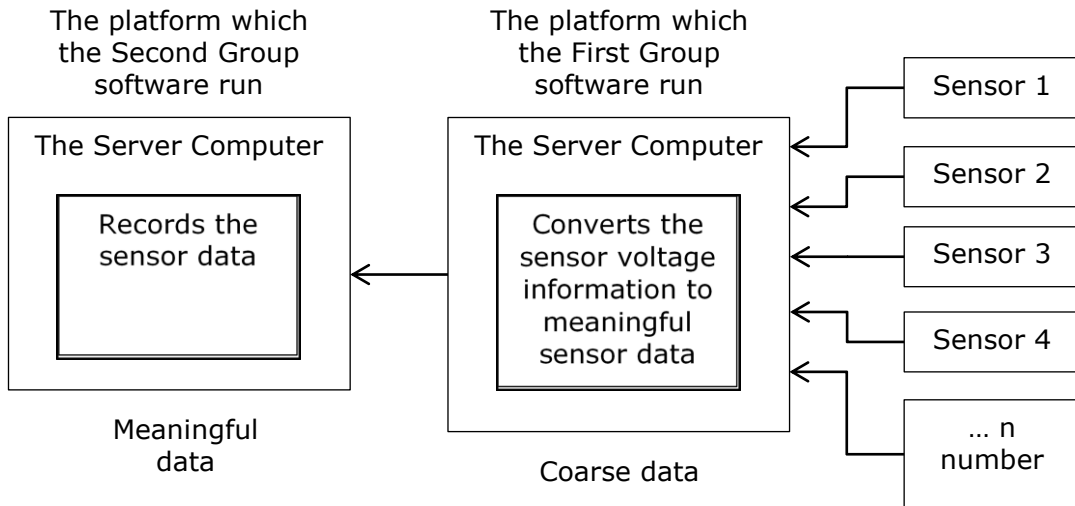 The platform which
the Second Group
software run
The Server Computer
Records the
sensor data
Meaningful
data
The platform which
the First Group
software run
The Server Computer
Converts the
sensor voltage
information to
meaningful
sensor data
Coarse data
Sensor 1
Sensor 2
Sensor 3
Sensor 4
... n
number